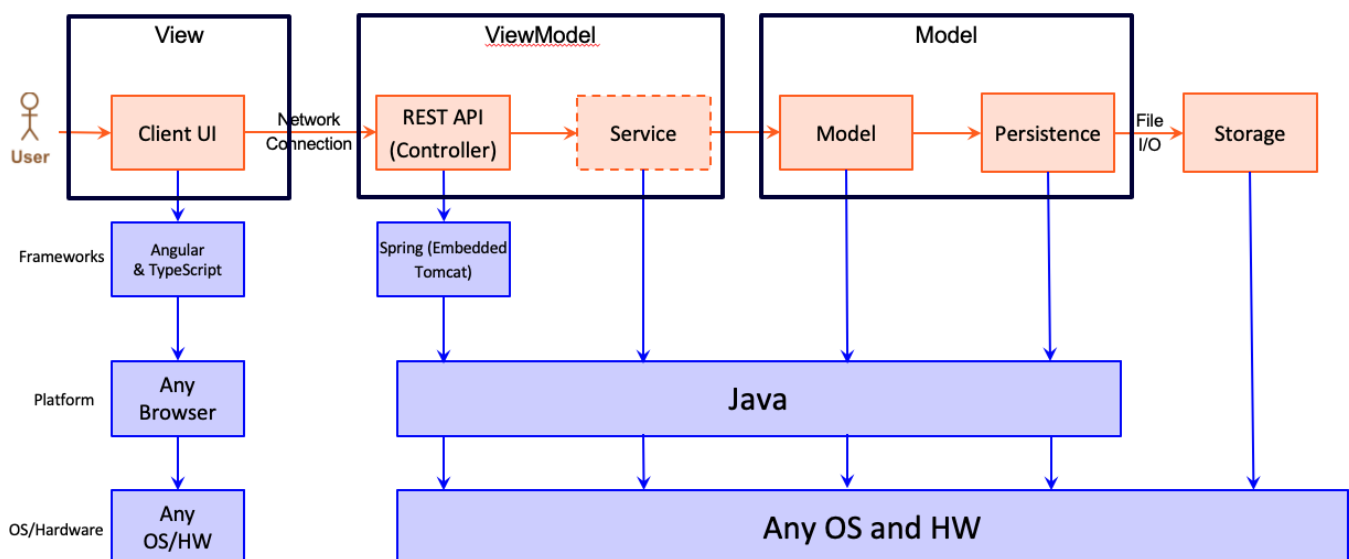 View
ViewModel
Model
User
Client UI
Network
Connection
REST API
(Controller)
Service
Model
Persistence
File
I/O
Storage
Frameworks
Angular
& TypeScript
Spring (Embedded
Tomcat)
Platform
Any
Browser
Java
OS/Hardware
Any
OS/HW
Any OS and HW